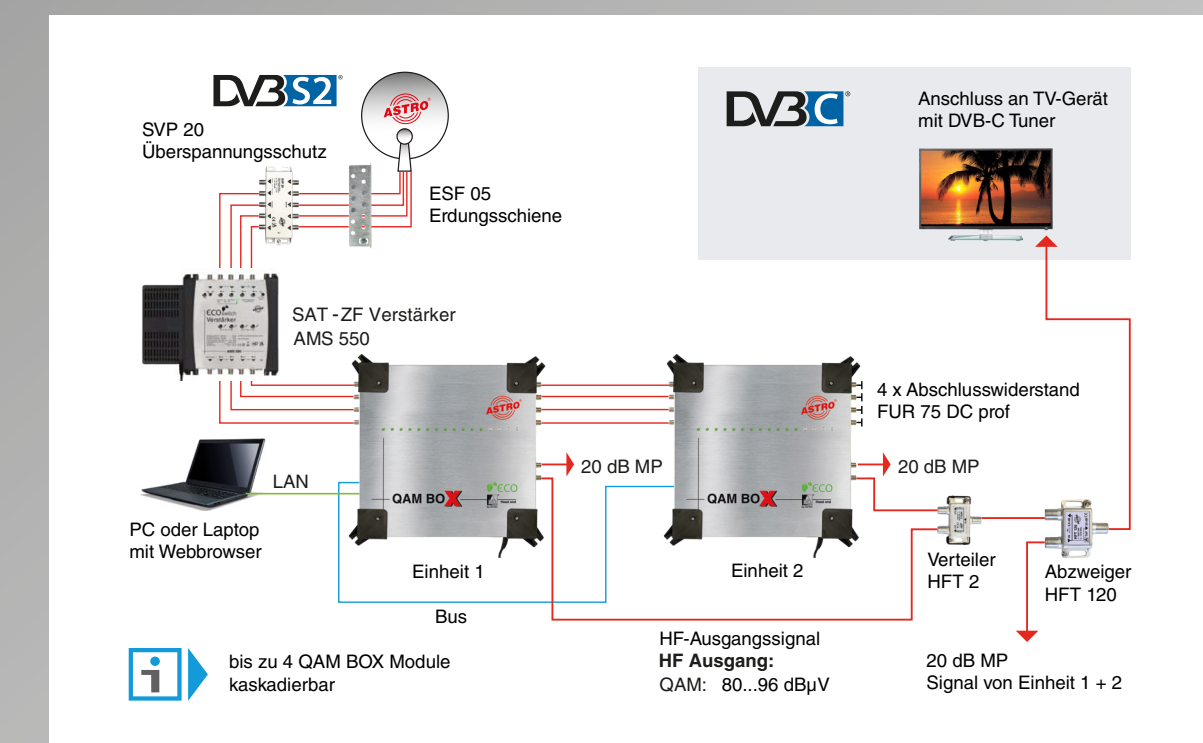 DVB S2®
ASTRO
SVP 20
Überspannungsschutz
ESF 05
Erdungsschiene
DVB C®
Anschluss an TV-Gerät
mit DVB-C Tuner
ECO switch
Verstärker
AMS 550
SAT - ZF Verstärker
AMS 550
ASTRO
ASTRO
4 x Abschlusswiderstand
FUR 75 DC prof
20 dB MP
20 dB MP
LAN
ECO
QAM BOX
ECO
QAM BOX
PC oder Laptop
mit Webbrowser
Einheit 1
Einheit 2
Verteiler
HFT 2
Abzweiger
HFT 120
Bus
HF-Ausgangssignal
HF Ausgang:
QAM: 80...96 dBµV
20 dB MP
Signal von Einheit 1 + 2
i
bis zu 4 QAM BOX Module
kaskadierbar